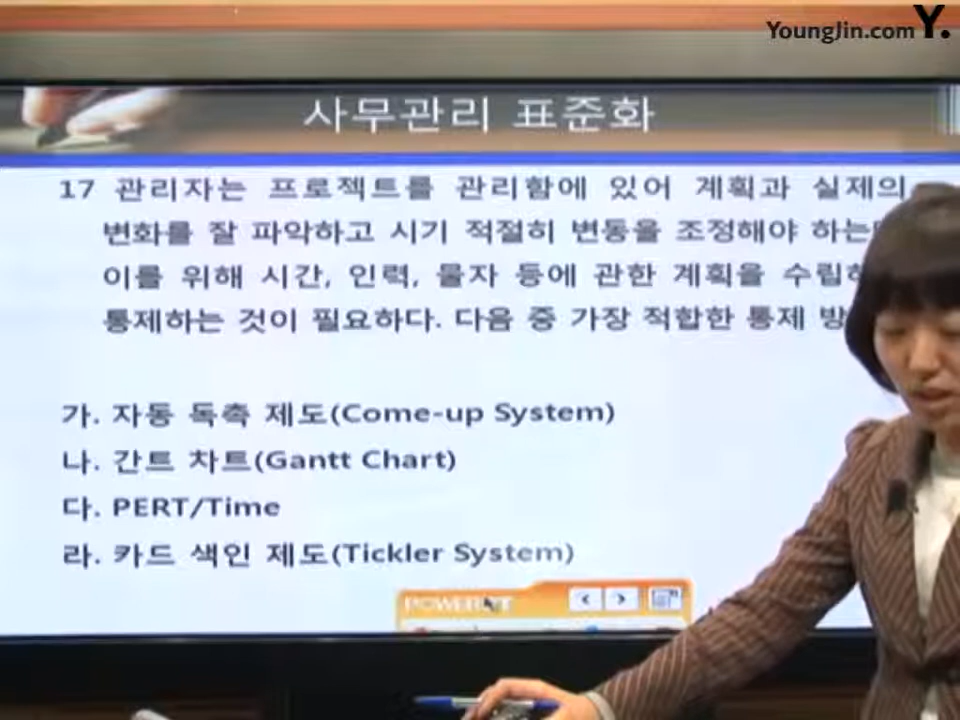 YoungJin.com Y.
사무관리 표준화
17 관리자는 프로젝트를 관리함에 있어 계획과 실제의
변화를 잘 파악하고 시기 적절히 변동을 조정해야 하는
이를 위해 시간, 인력, 물자 등에 관한 계획을 수립
통제하는 것이 필요하다. 다음 중 가장 적합한 통제
가. 자동 독촉 제도(Come-up System)
나. 간트 차트(Gantt Chart)
다. PERT/Time
라. 카드 색인 제도(Tickler System)